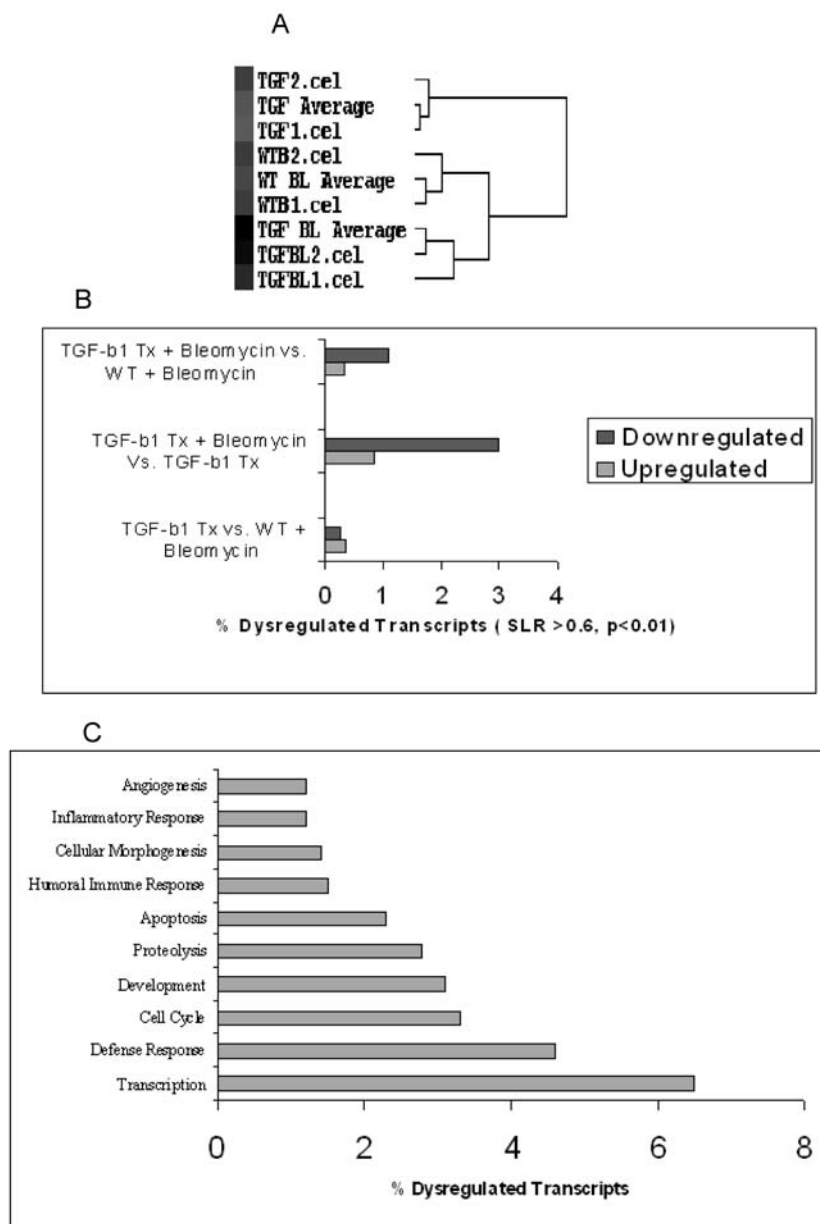 A
TGF2.cel
TGF Average
TGF1.cel
WTB2.cel
WT BL Average
WTB1.cel
TGF BL Average
TGFBL2.cel
TGFBL1.cel
B
TGF-b1 Tx + Bleomycin vs.
WT + Bleomycin
TGF-b1 Tx + Bleomycin
Vs. TGF-b1 Tx
TGF-b1 Tx vs. WT +
Bleomycin
Downregulated
Upregulated
0 1 2 3 4
% Dysregulated Transcripts ( SLR >0.6, p<0.01)
C
Angiogenesis
Inflammatory Response
Cellular Morphogenesis
Humoral Immune Response
Apoptosis
Proteolysis
Development
Cell Cycle
Defense Response
Transcription
0 2 4 6 8
% Dysregulated Transcripts